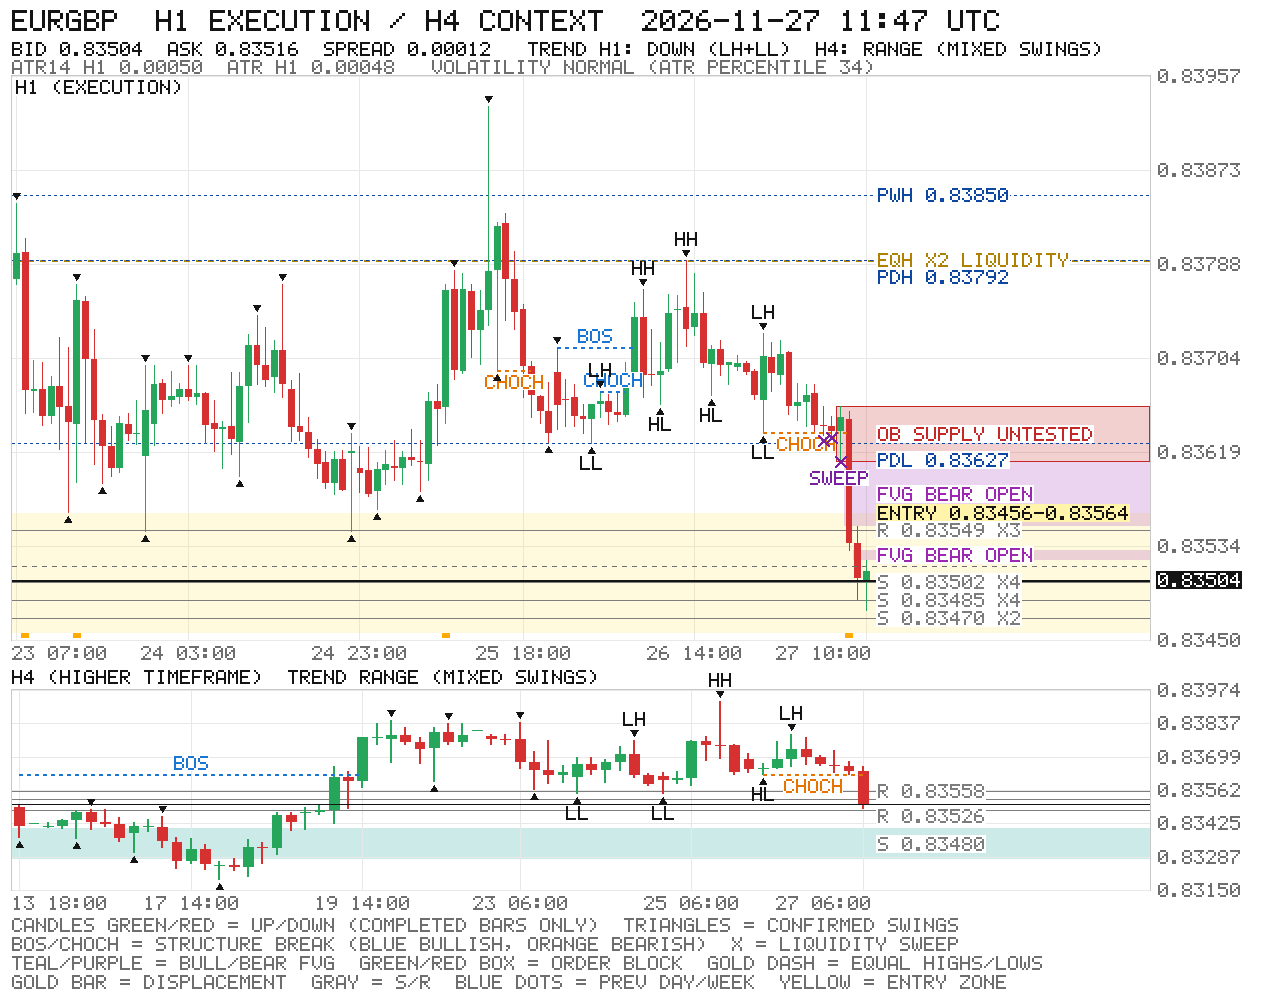 EURGBP  H1 EXECUTION / H4 CONTEXT  2026-11-27 11:47 UTC
BID 0.83504  ASK 0.83516  SPREAD 0.00012  TREND H1: DOWN (LH+LL)  H4: RANGE (MIXED SWINGS)
ATR14 H1 0.00050  ATR H1 0.00048  VOLATILITY NORMAL (ATR PERCENTILE 34)
0.83957
H1 (EXECUTION)
0.83873
PWH 0.83850
HH
EQH X2 LIQUIDITY
0.83788
HH
PDH 0.83792
LH
BOS
0.83704
LH
CHOCH
CHOCH
HL
HL
OB SUPPLY UNTESTED
CHOCH
LL
LL
0.83619
PDL 0.83627
SWEEP
FVG BEAR OPEN
ENTRY 0.83456-0.83564
R 0.83549 X3
0.83534
FVG BEAR OPEN
0.83504
S 0.83502 X4
S 0.83485 X4
S 0.83470 X2
0.83450
23 07:00
24 03:00
24 23:00
25 18:00
26 14:00
27 10:00
H4 (HIGHER TIMEFRAME)  TREND RANGE (MIXED SWINGS)
HH
0.83974
LH
LH
0.83837
BOS
0.83699
CHOCH
HL
R 0.83558
0.83562
LL
LL
R 0.83526
0.83425
S 0.83480
0.83287
0.83150
13 18:00
17 14:00
19 14:00
23 06:00
25 06:00
27 06:00
CANDLES GREEN/RED = UP/DOWN (COMPLETED BARS ONLY)  TRIANGLES = CONFIRMED SWINGS
BOS/CHOCH = STRUCTURE BREAK (BLUE BULLISH, ORANGE BEARISH)  X = LIQUIDITY SWEEP
TEAL/PURPLE = BULL/BEAR FVG  GREEN/RED BOX = ORDER BLOCK  GOLD DASH = EQUAL HIGHS/LOWS
GOLD BAR = DISPLACEMENT  GRAY = S/R  BLUE DOTS = PREV DAY/WEEK  YELLOW = ENTRY ZONE